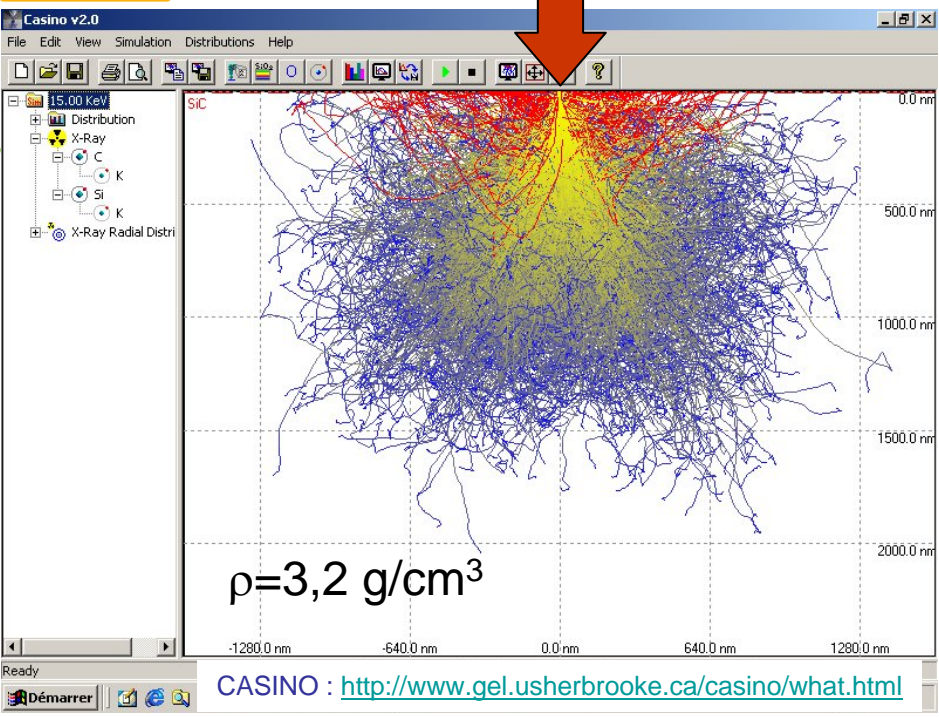 Casino v2.0
File Edit View Simulation Distributions Help
SiO₂
15.00 KeV
Distribution
X-Ray
C
K
Si
K
X-Ray Radial Distri
SiC
0.0 nm
500.0 nm
1000.0 nm
1500.0 nm
2000.0 nm
-1280.0 nm -640.0 nm 0.0 nm 640.0 nm 1280.0 nm
ρ=3,2 g/cm³
Ready
Démarrer
CASINO : http://www.gel.usherbrooke.ca/casino/what.html